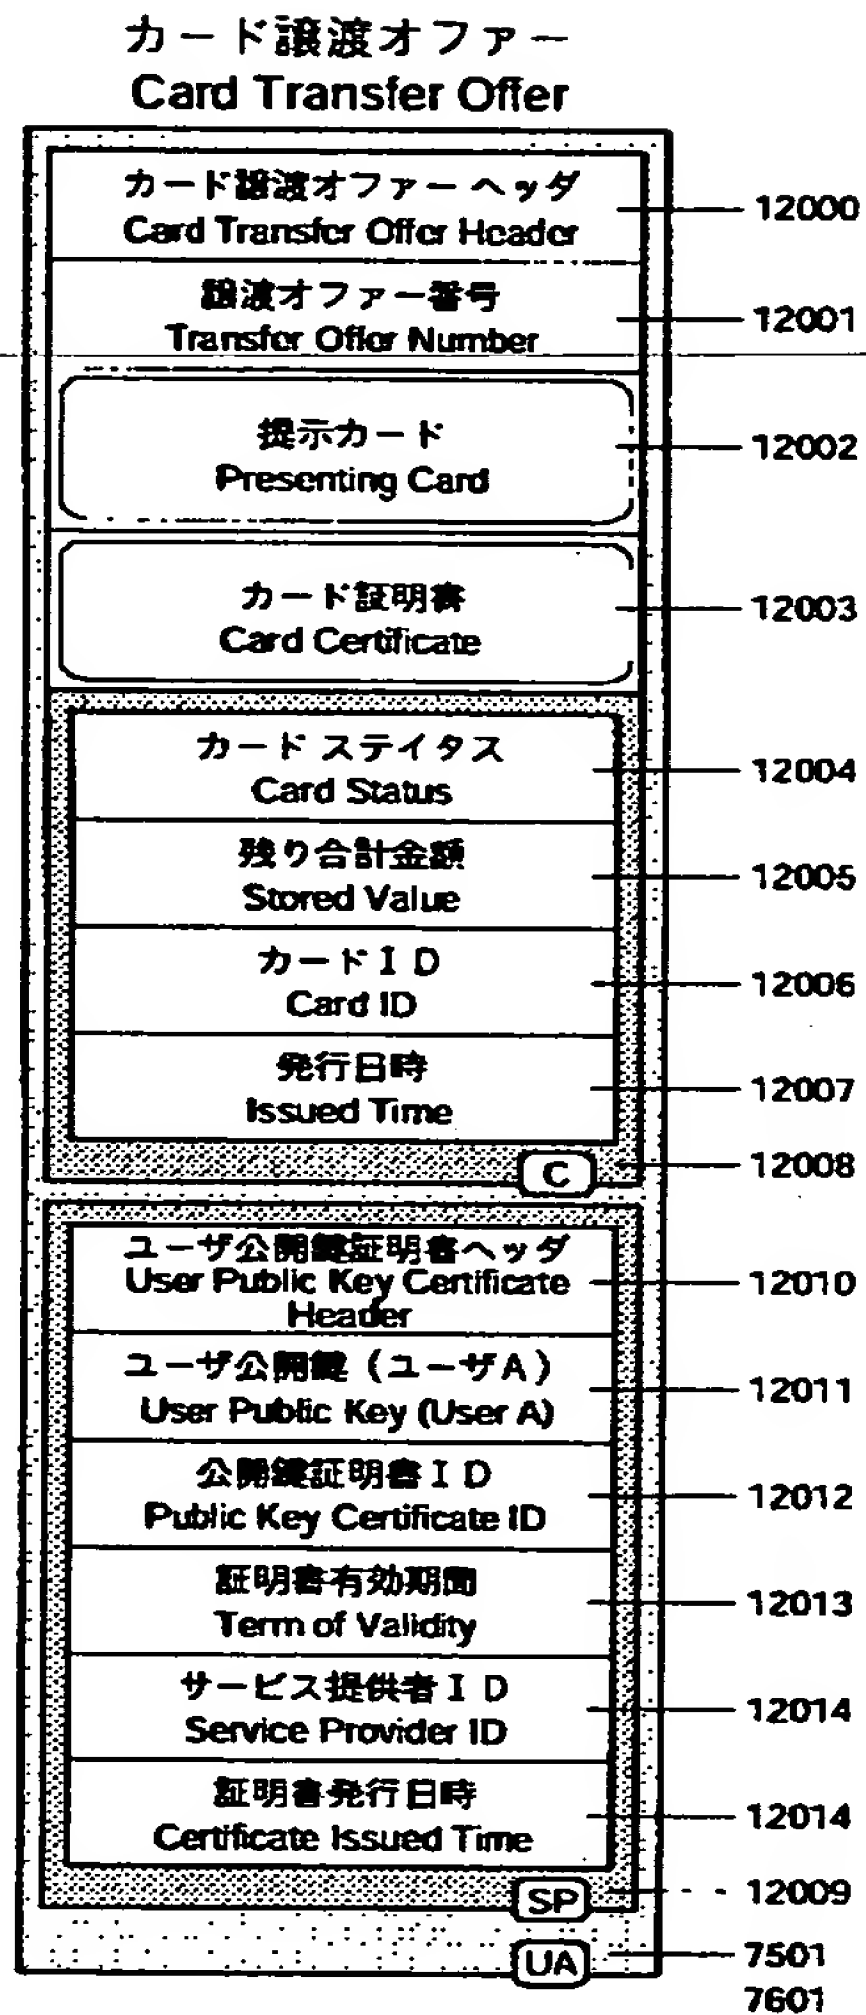 カード譲渡オファー
Card Transfer Offer
カード譲渡オファーヘッダ
Card Transfer Offer Header
12000
譲渡オファー番号
Transfer Offer Number
12001
提示カード
Presenting Card
12002
カード証明書
Card Certificate
12003
カード ステイタス
Card Status
12004
残り合計金額
Stored Value
12005
カードID
Card ID
12006
発行日時
Issued Time
12007
C
12008
ユーザ公開鍵証明書ヘッダ
User Public Key Certificate
Header
12010
ユーザ公開鍵(ユーザA)
User Public Key (User A)
12011
公開鍵証明書ID
Public Key Certificate ID
12012
証明書有効期間
Term of Validity
12013
サービス提供者ID
Service Provider ID
12014
証明書発行日時
Certificate Issued Time
12014
SP
12009
UA
7501
7601